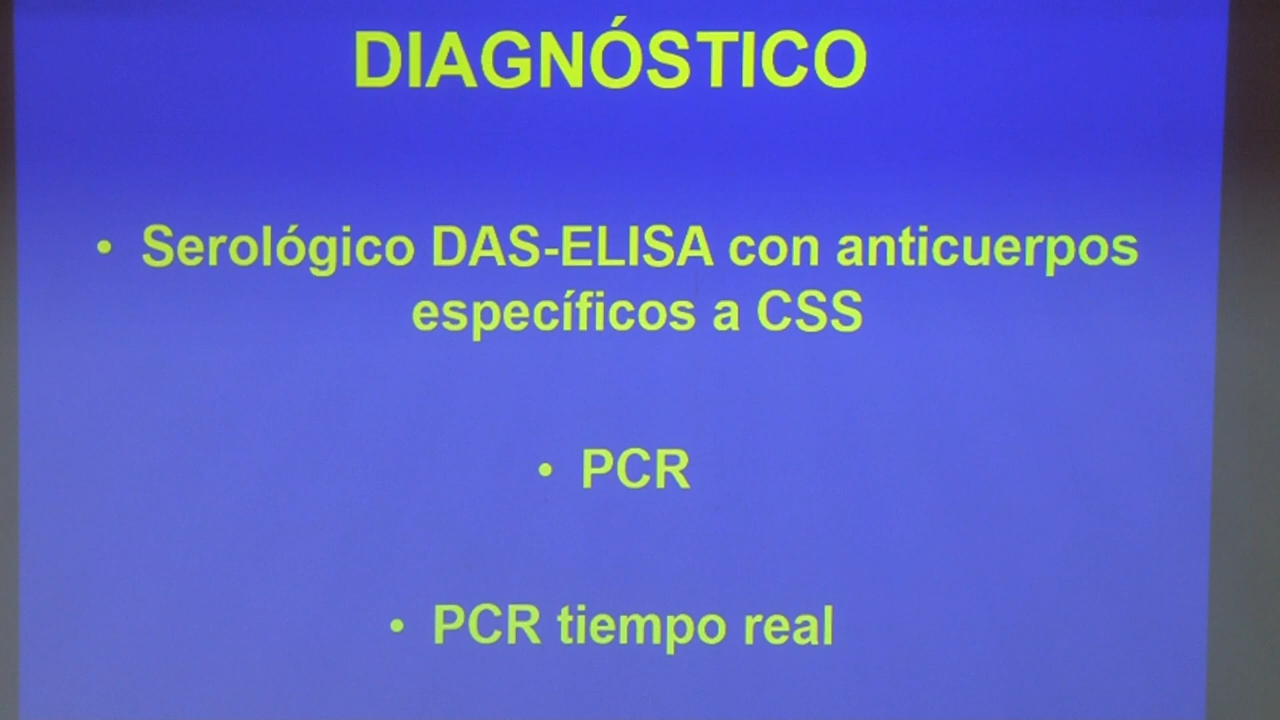 DIAGNÓSTICO
• Serológico DAS-ELISA con anticuerpos
específicos a CSS
• PCR
• PCR tiempo real